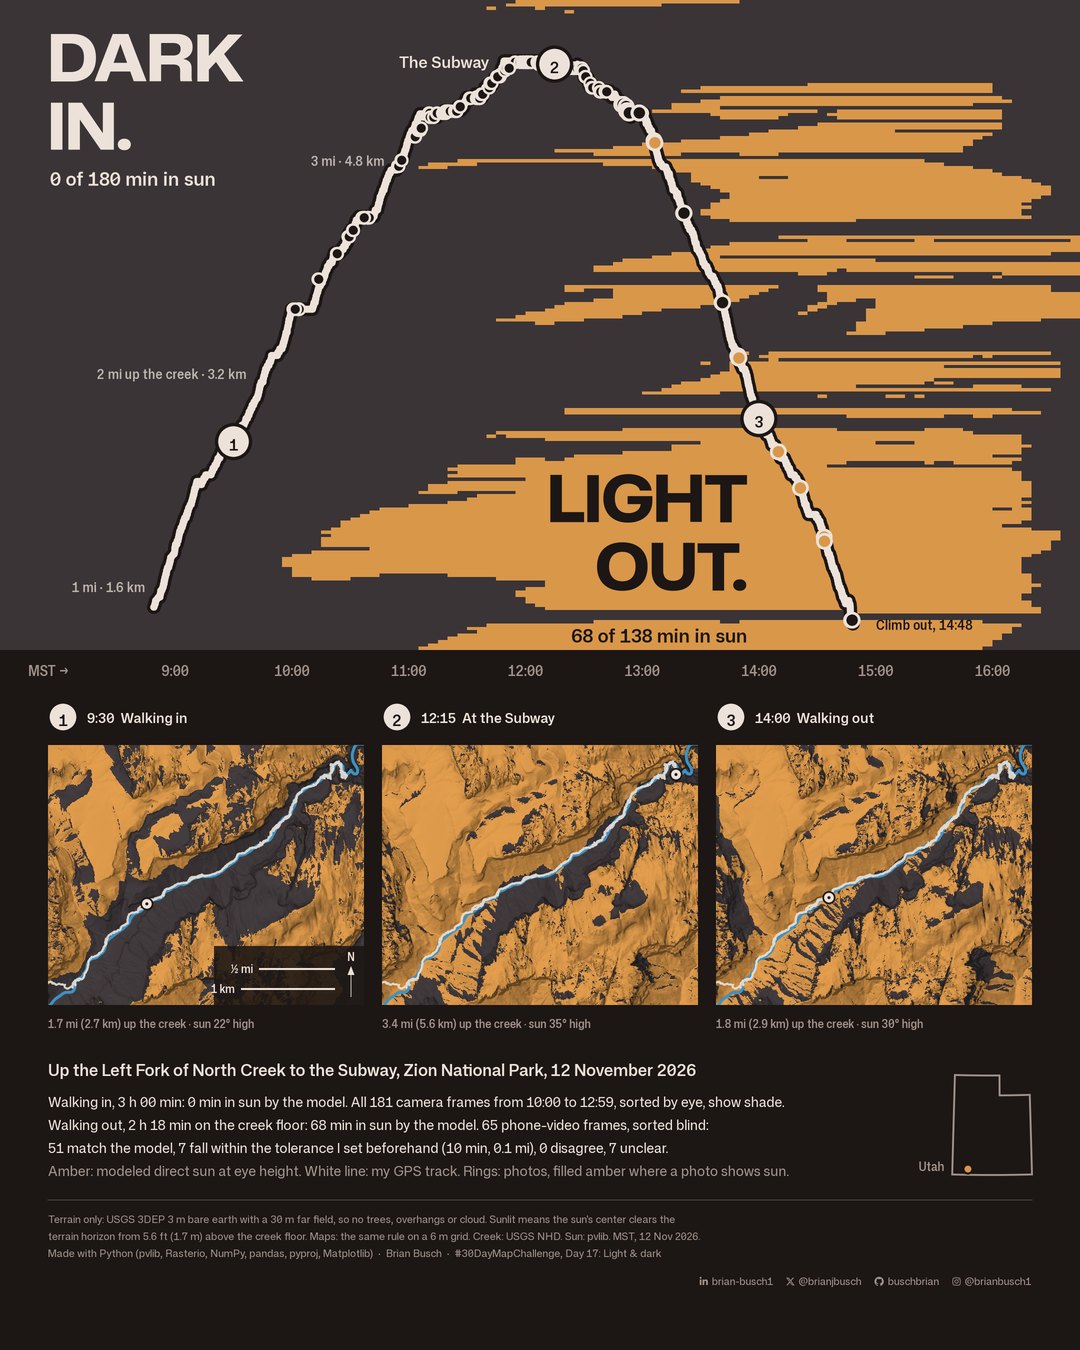 DARK
IN.
0 of 180 min in sun
The Subway
2
3 mi · 4.8 km
2 mi up the creek · 3.2 km
1
3
LIGHT
OUT.
1 mi · 1.6 km
68 of 138 min in sun
Climb out, 14:48
MST → 9:00 10:00 11:00 12:00 13:00 14:00 15:00 16:00
1 9:30 Walking in
2 12:15 At the Subway
3 14:00 Walking out
N
½ mi
1 km
1.7 mi (2.7 km) up the creek · sun 22° high
3.4 mi (5.6 km) up the creek · sun 35° high
1.8 mi (2.9 km) up the creek · sun 30° high
Up the Left Fork of North Creek to the Subway, Zion National Park, 12 November 2026
Walking in, 3 h 00 min: 0 min in sun by the model. All 181 camera frames from 10:00 to 12:59, sorted by eye, show shade.
Walking out, 2 h 18 min on the creek floor: 68 min in sun by the model. 65 phone-video frames, sorted blind:
51 match the model, 7 fall within the tolerance I set beforehand (10 min, 0.1 mi), 0 disagree, 7 unclear.
Amber: modeled direct sun at eye height. White line: my GPS track. Rings: photos, filled amber where a photo shows sun.
Utah
Terrain only: USGS 3DEP 3 m bare earth with a 30 m far field, so no trees, overhangs or cloud. Sunlit means the sun's center clears the
terrain horizon from 5.6 ft (1.7 m) above the creek floor. Maps: the same rule on a 6 m grid. Creek: USGS NHD. Sun: pvlib. MST, 12 Nov 2026.
Made with Python (pvlib, Rasterio, NumPy, pandas, pyproj, Matplotlib) · Brian Busch · #30DayMapChallenge, Day 17: Light & dark
brian-busch1 @brianjbusch buschbrian @brianbusch1